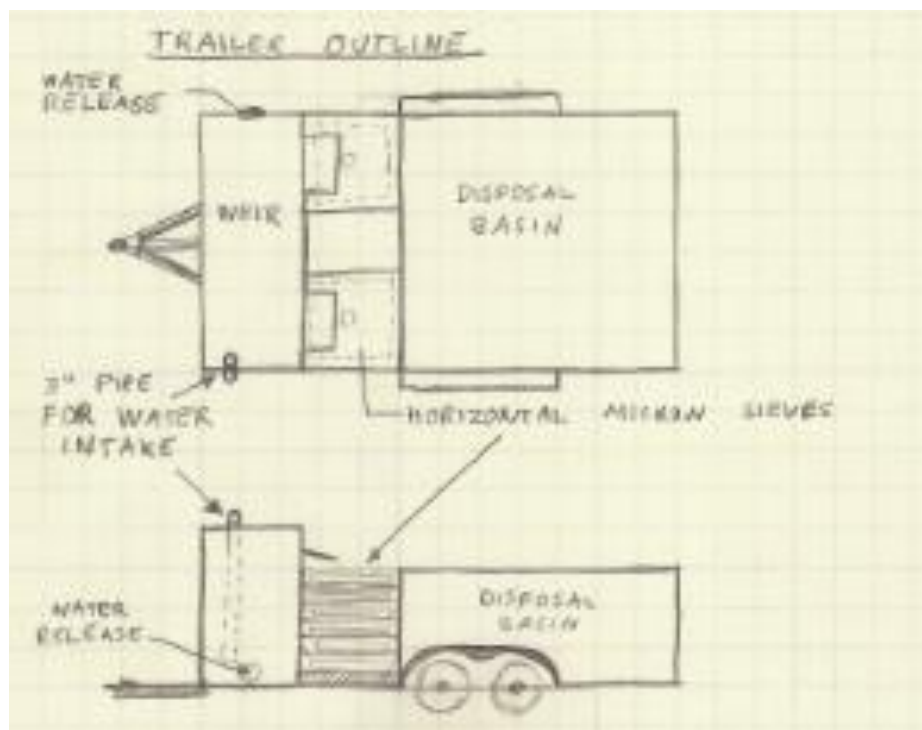 TRAILER OUTLINE
WATER
RELEASE
WEIR
DISPOSAL
BASIN
3" PIPE
FOR WATER
INTAKE
HORIZONTAL MICRON SIEVES
WATER
RELEASE
DISPOSAL
BASIN